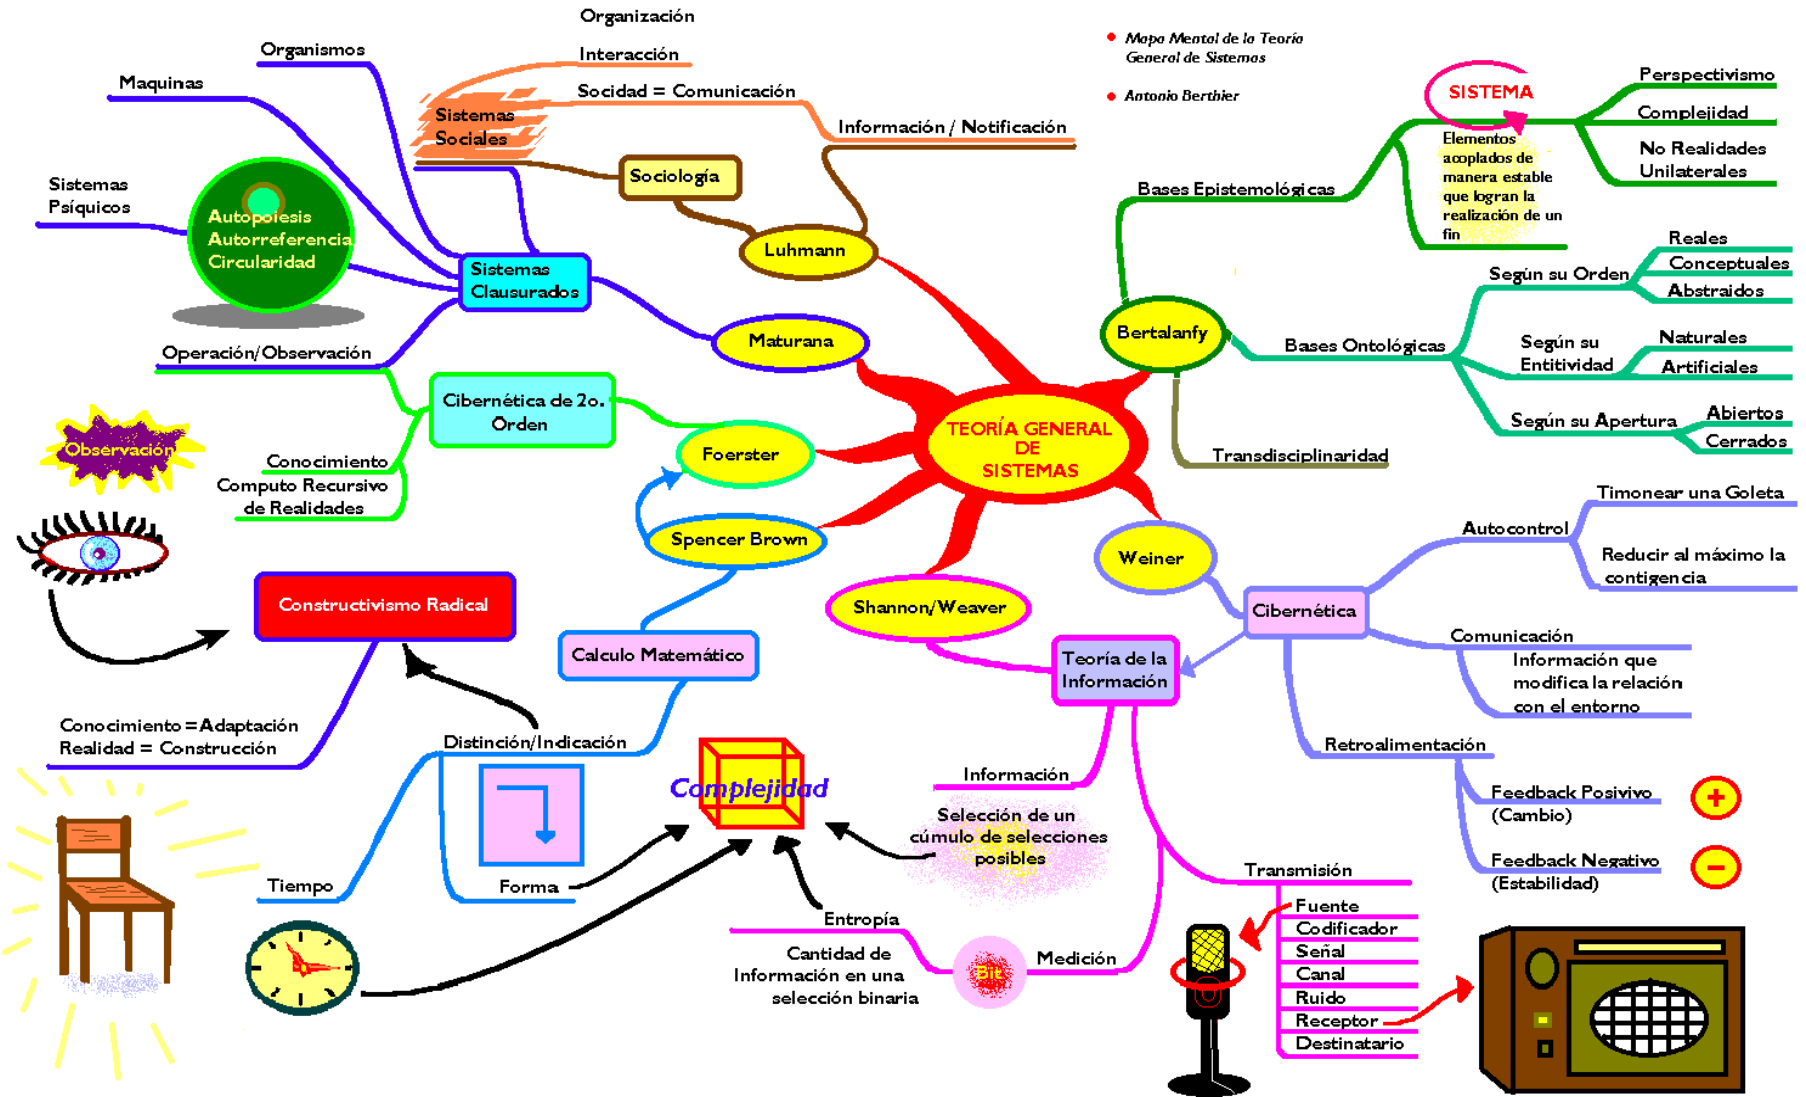 Mapa Mental de la Teoría
General de Sistemas
Antonio Berthier
TEORÍA GENERAL
DE
SISTEMAS
Organización
Interacción
Socidad = Comunicación
Información / Notificación
Sistemas
Sociales
Sociología
Luhmann
Organismos
Maquinas
Sistemas
Psíquicos
Autopoiesis
Autorreferencia
Circularidad
Sistemas
Clausurados
Maturana
Operación/Observación
Cibernética de 2o.
Orden
Foerster
Observación
Conocimiento
Computo Recursivo
de Realidades
Spencer Brown
Constructivismo Radical
Calculo Matemático
Conocimiento =Adaptación
Realidad = Construcción
Distinción/Indicación
Tiempo
Forma
Complejidad
Shannon/Weaver
Teoría de la
Información
Información
Selección de un
cúmulo de selecciones
posibles
Entropía
Cantidad de
Información en una
selección binaria
Bit
Medición
Transmisión
Fuente
Codificador
Señal
Canal
Ruido
Receptor
Destinatario
Bertalanfy
Bases Epistemológicas
SISTEMA
Elementos
acoplados de
manera estable
que logran la
realización de un
fin
Perspectivismo
Complejidad
No Realidades
Unilaterales
Bases Ontológicas
Según su Orden
Reales
Conceptuales
Abstraidos
Según su
Entitividad
Naturales
Artificiales
Según su Apertura
Abiertos
Cerrados
Transdisciplinaridad
Weiner
Cibernética
Autocontrol
Timonear una Goleta
Reducir al máximo la
contigencia
Comunicación
Información que
modifica la relación
con el entorno
Retroalimentación
Feedback Posivivo
(Cambio)
+
Feedback Negativo
(Estabilidad)
−